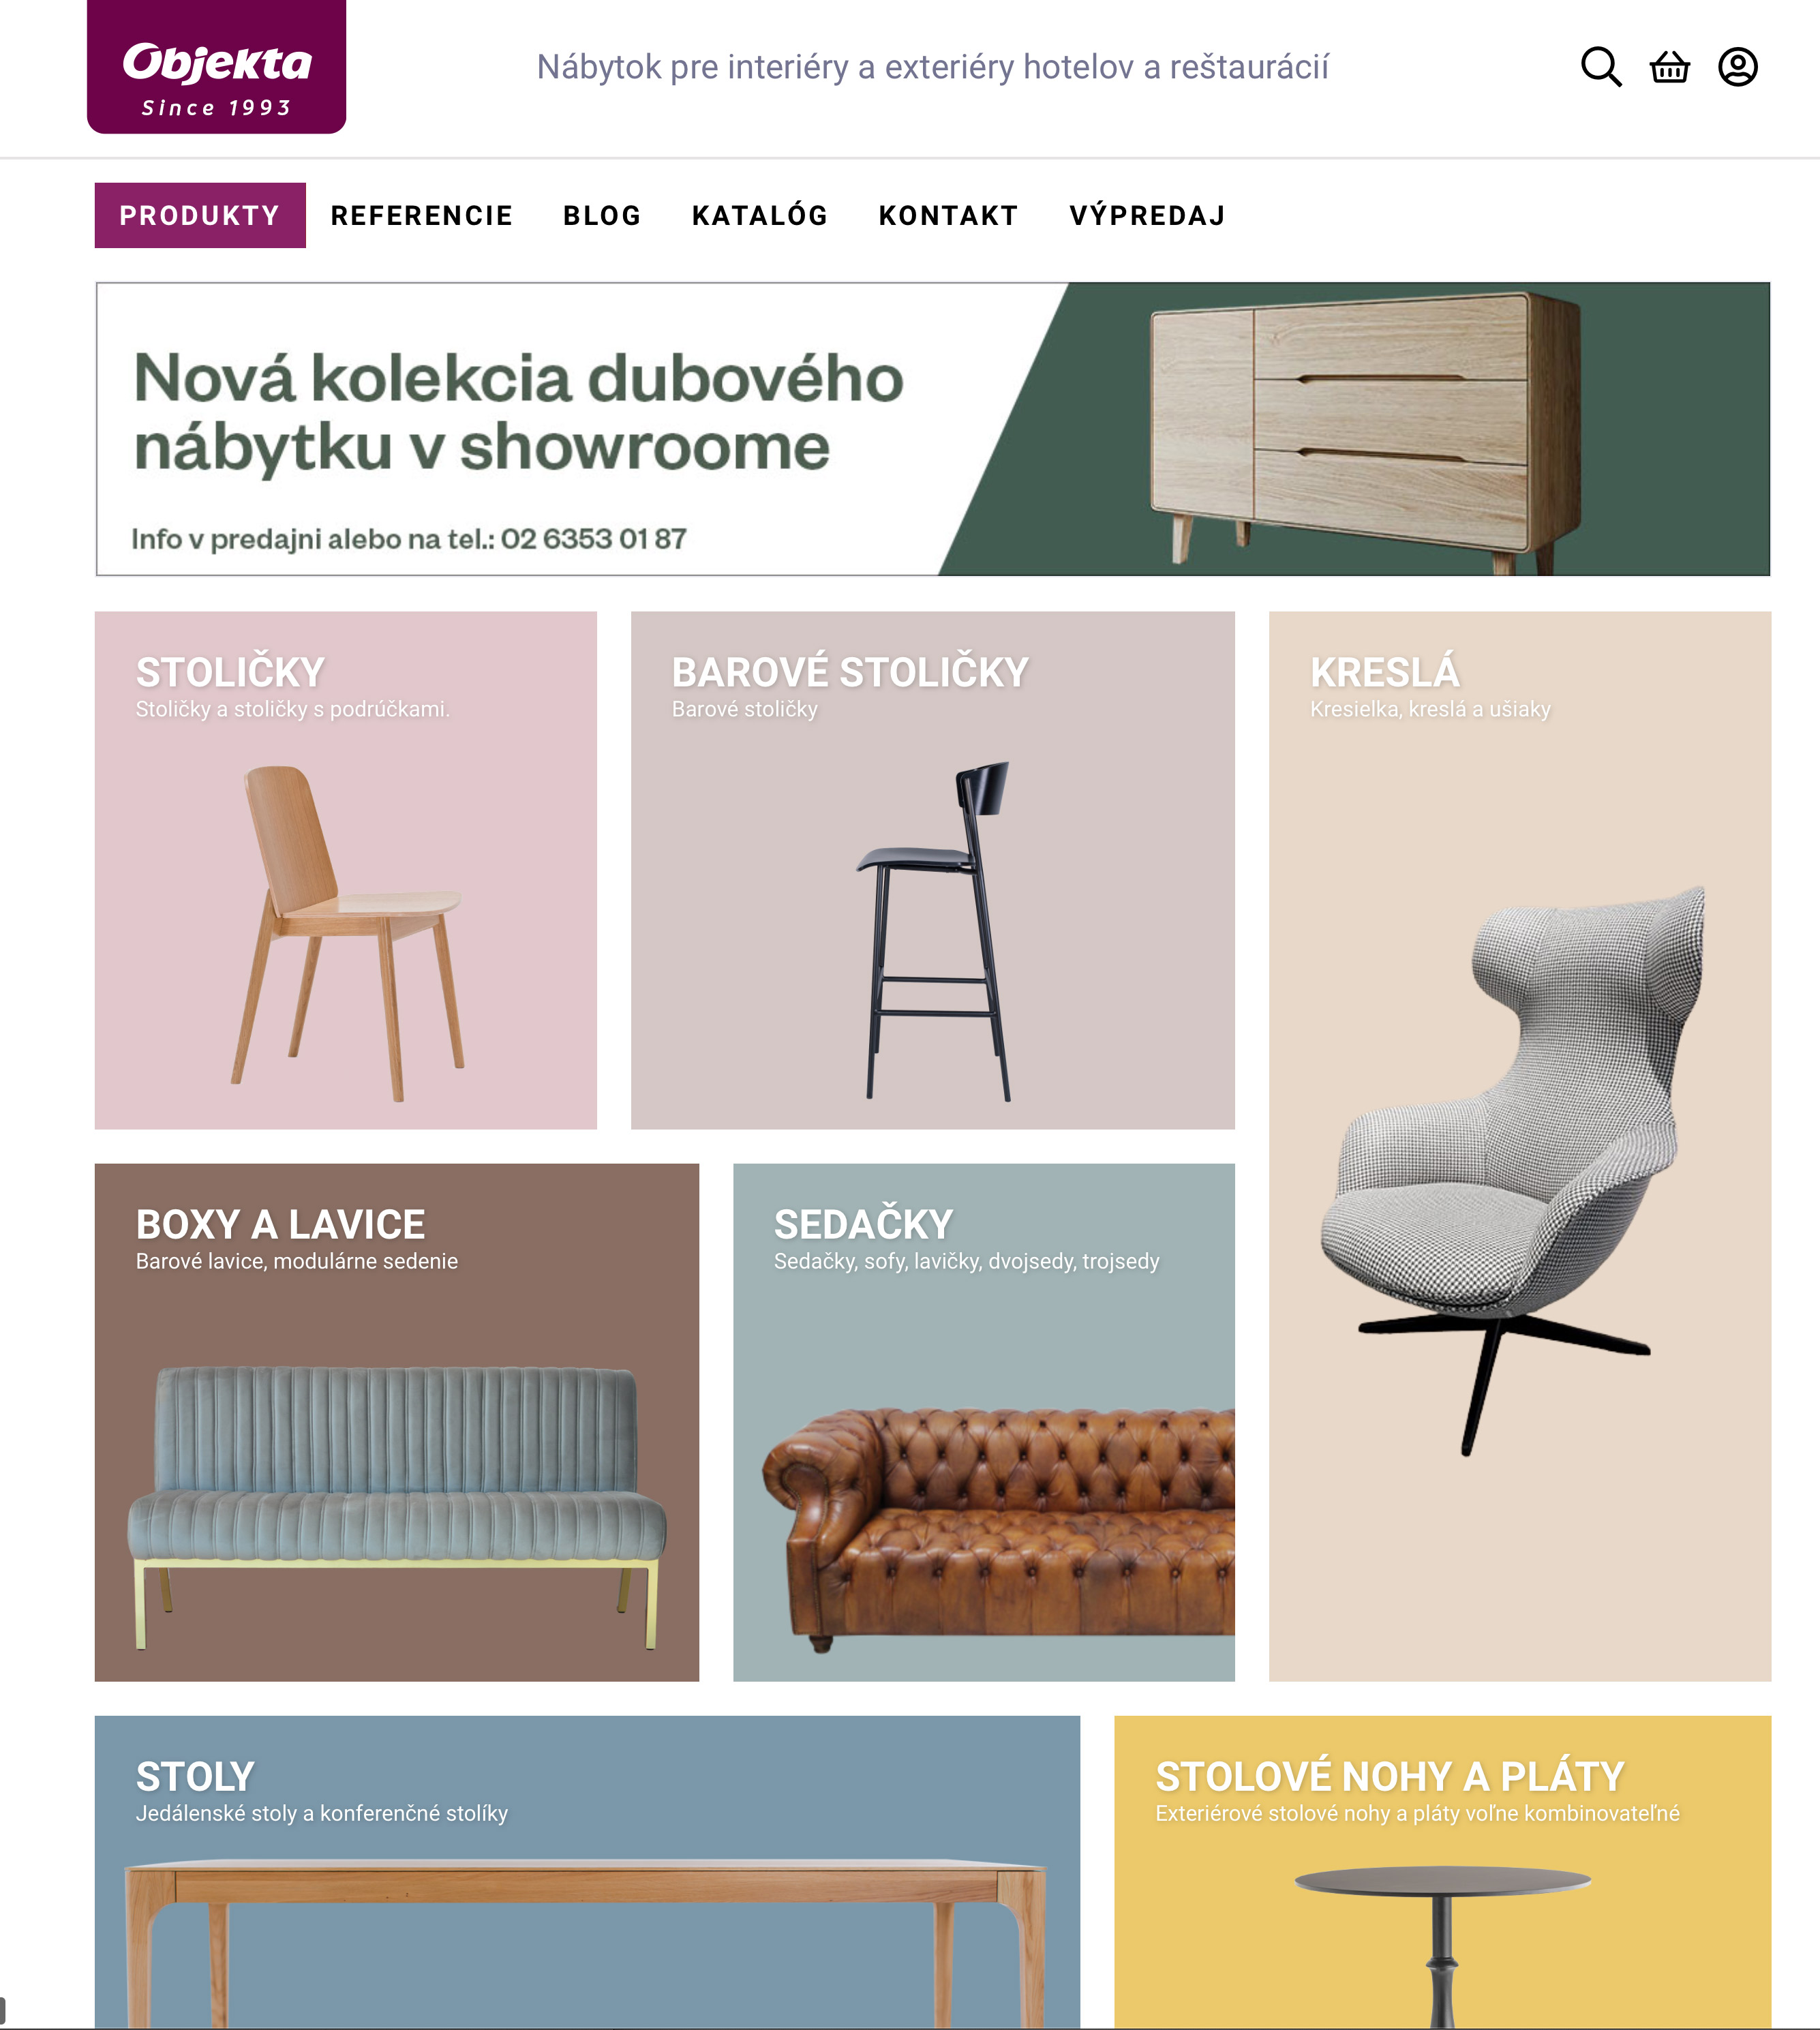 Objekta
Since 1993
Nábytok pre interiéry a exteriéry hotelov a reštaurácií
PRODUKTY REFERENCIE BLOG KATALÓG KONTAKT VÝPREDAJ
Nová kolekcia dubového
nábytku v showroome
Info v predajni alebo na tel.: 02 6353 01 87
STOLIČKY
Stoličky a stoličky s podrúčkami.
BAROVÉ STOLIČKY
Barové stoličky
KRESLÁ
Kresielka, kreslá a ušiaky
BOXY A LAVICE
Barové lavice, modulárne sedenie
SEDAČKY
Sedačky, sofy, lavičky, dvojsedy, trojsedy
STOLY
Jedálenské stoly a konferenčné stolíky
STOLOVÉ NOHY A PLÁTY
Exteriérové stolové nohy a pláty voľne kombinovateľné